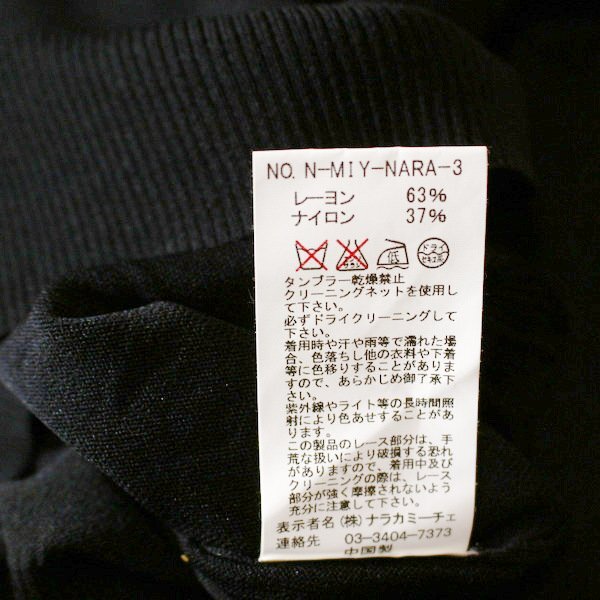 NO. N-MIY-NARA-3
レーヨン 63%
ナイロン 37%
低
ドライ
セキユ系
タンブラー乾燥禁止
クリーニングネットを使用し
て下さい。
必ずドライクリーニングして
下さい。
着用時や汗や雨等で濡れた場
合、色落ちし他の衣料や下着
等に色移りすることがありま
すので、あらかじめ御了承下
さい。
紫外線やライト等の長時間照
射により色あせすることがあ
ります。
この製品のレース部分は、手
荒な扱いにより破損する恐れ
がありますので、着用中及び
クリーニングの際は、レース
部分が強く摩擦されないよう
充分に注意して下さい。
表示者名(株)ナラカミーチェ
連絡先 03-3404-7373
中国製